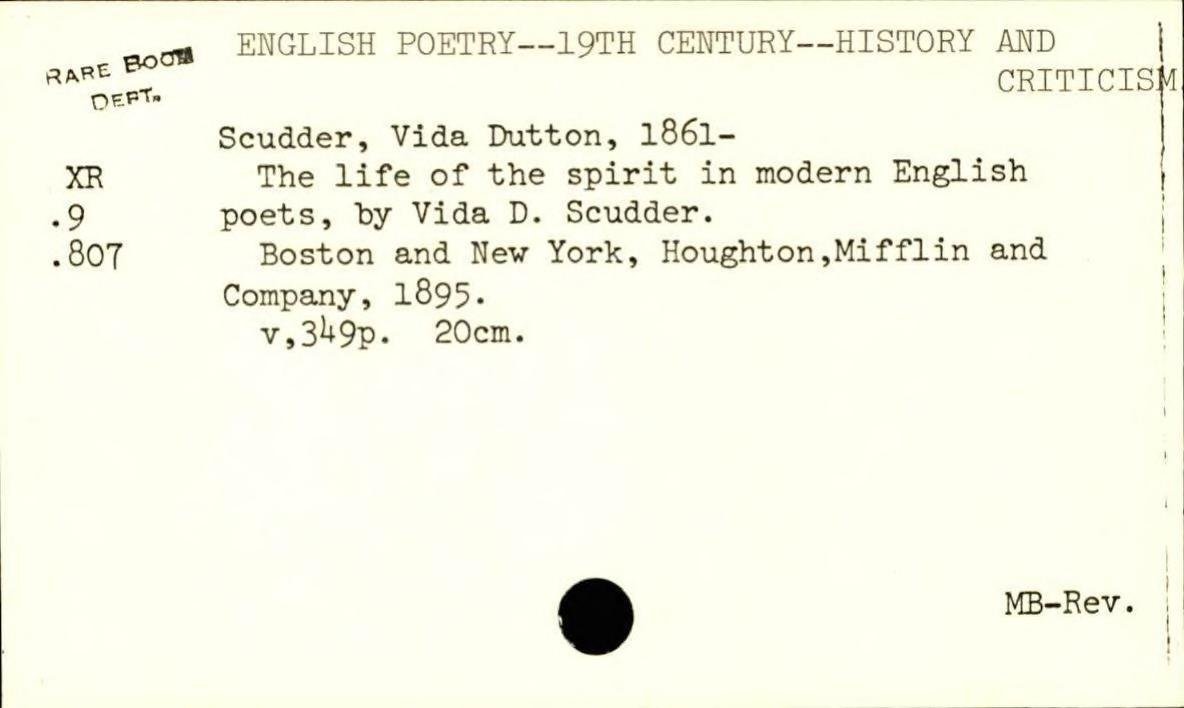 ENGLISH POETRY--19TH CENTURY--HISTORY AND
CRITICISM.
RARE BOOK
DEPT.
Scudder, Vida Dutton, 1861-
XR The life of the spirit in modern English
.9 poets, by Vida D. Scudder.
.807 Boston and New York, Houghton,Mifflin and
Company, 1895.
v,349p. 20cm.
MB-Rev.